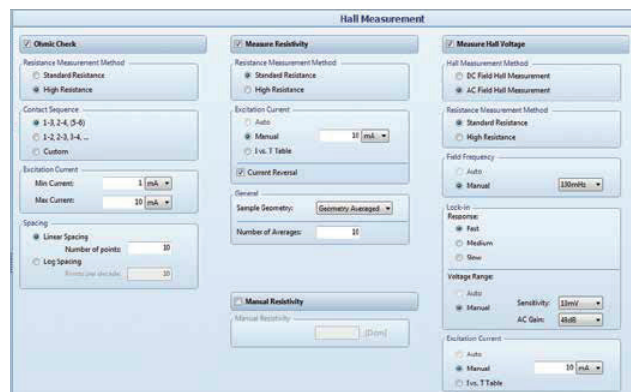 Hall Measurement
Ohmic Check
Resistance Measurement Method
Standard Resistance
High Resistance
Contact Sequence
1-3, 2-4, (5-6)
1-2, 2-3, 3-4, ...
Custom
Excitation Current
Min Current: 1 mA
Max Current: 10 mA
Spacing
Linear Spacing
Number of points: 10
Log Spacing
Points per decade: 10
Measure Resistivity
Resistance Measurement Method
Standard Resistance
High Resistance
Excitation Current
Auto
Manual 10 mA
I vs. T Table
Current Reversal
General
Sample Geometry: Geometry Averaged
Number of Averages: 10
Manual Resistivity
Manual Resistivity
Measure Hall Voltage
Hall Measurement Method
DC Field Hall Measurement
AC Field Hall Measurement
Resistance Measurement Method
Standard Resistance
High Resistance
Field Frequency
Auto
Manual 100mHz
Lock-in
Response:
Fast
Medium
Slow
Voltage Range:
Auto
Manual
Sensitivity: 10mV
AC Gain:
Excitation Current
Auto
Manual 10 mA
I vs. T Table